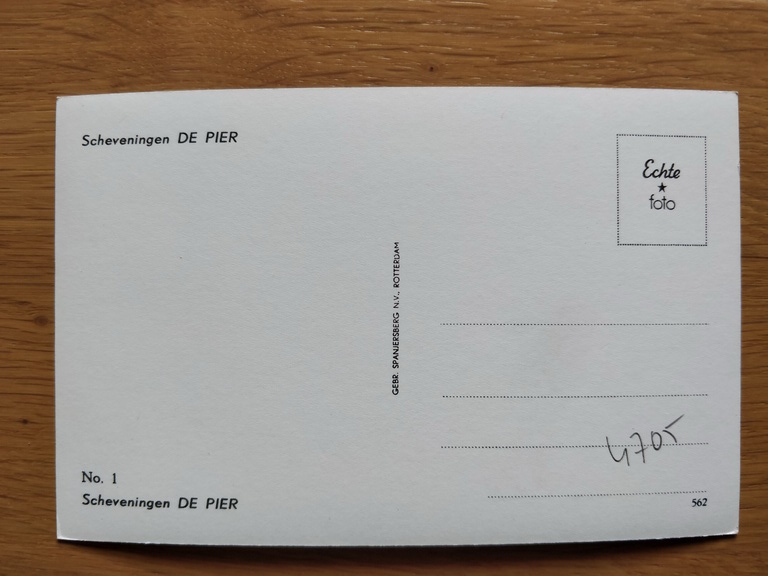 Scheveningen DE PIER
Echte
foto
GEBR. SPANJERSBERG N.V., ROTTERDAM
4705
No. 1
Scheveningen DE PIER
562